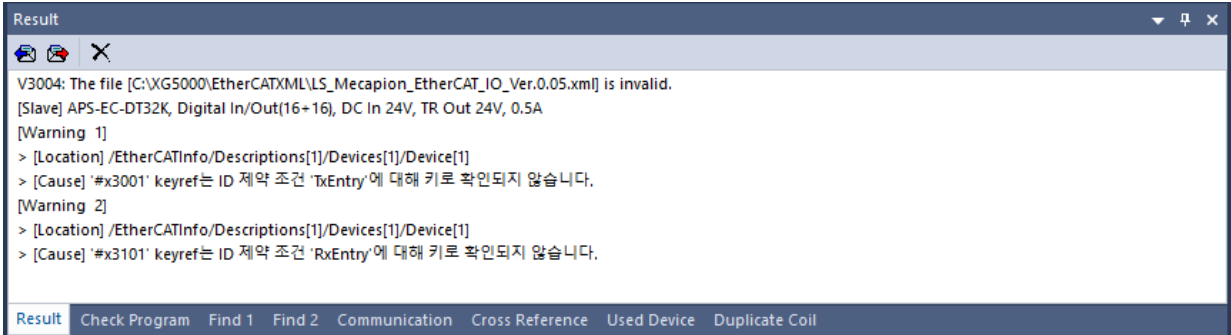 Result
V3004: The file [C:\XG5000\EtherCATXML\LS_Mecapion_EtherCAT_IO_Ver.0.05.xml] is invalid.
[Slave] APS-EC-DT32K, Digital In/Out(16+16), DC In 24V, TR Out 24V, 0.5A
[Warning  1]
> [Location] /EtherCATInfo/Descriptions[1]/Devices[1]/Device[1]
> [Cause] '#x3001' keyref는 ID 제약 조건 'TxEntry'에 대해 키로 확인되지 않습니다.
[Warning  2]
> [Location] /EtherCATInfo/Descriptions[1]/Devices[1]/Device[1]
> [Cause] '#x3101' keyref는 ID 제약 조건 'RxEntry'에 대해 키로 확인되지 않습니다.
Result Check Program Find 1 Find 2 Communication Cross Reference Used Device Duplicate Coil